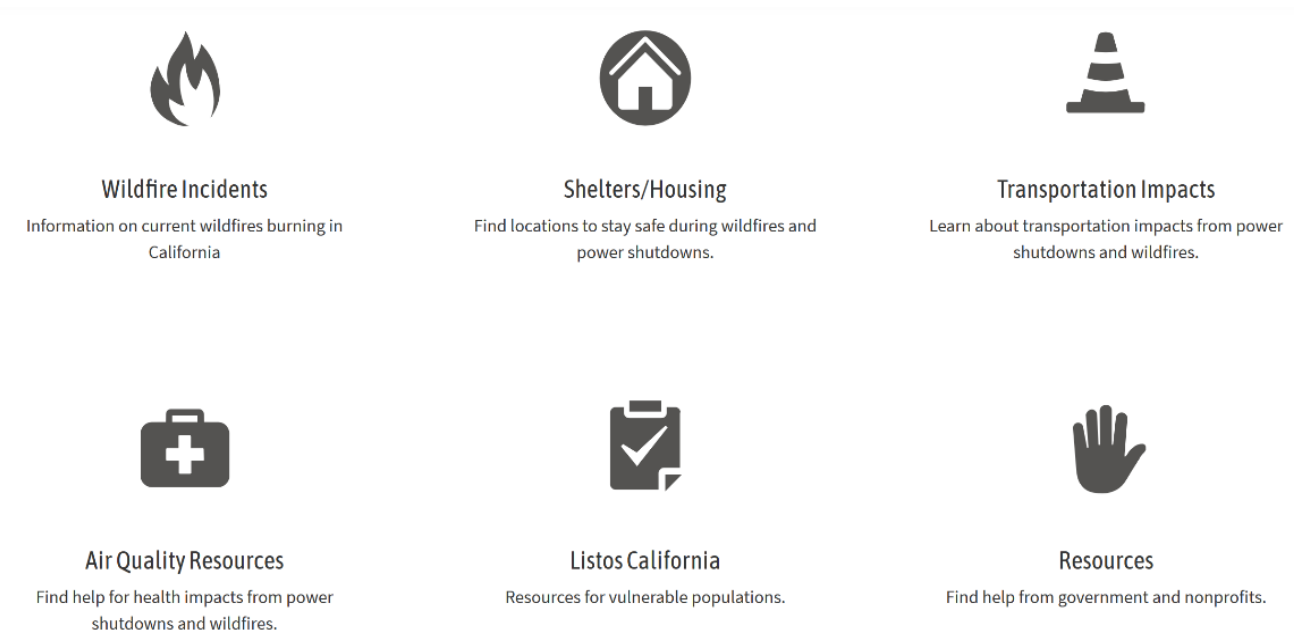 Wildfire Incidents
Information on current wildfires burning in
California
Shelters/Housing
Find locations to stay safe during wildfires and
power shutdowns.
Transportation Impacts
Learn about transportation impacts from power
shutdowns and wildfires.
Air Quality Resources
Find help for health impacts from power
shutdowns and wildfires.
Listos California
Resources for vulnerable populations.
Resources
Find help from government and nonprofits.